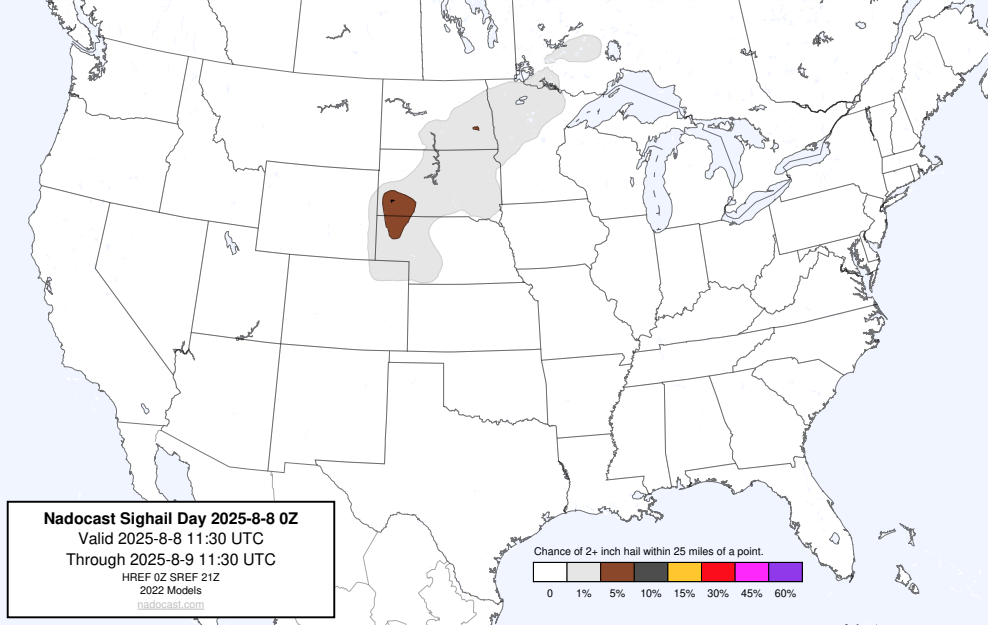 Nadocast Sighail Day 2025-8-8 0Z
Valid 2025-8-8 11:30 UTC
Through 2025-8-9 11:30 UTC
HREF 0Z SREF 21Z
2022 Models
nadocast.com
Chance of 2+ inch hail within 25 miles of a point.
0 1% 5% 10% 15% 30% 45% 60%